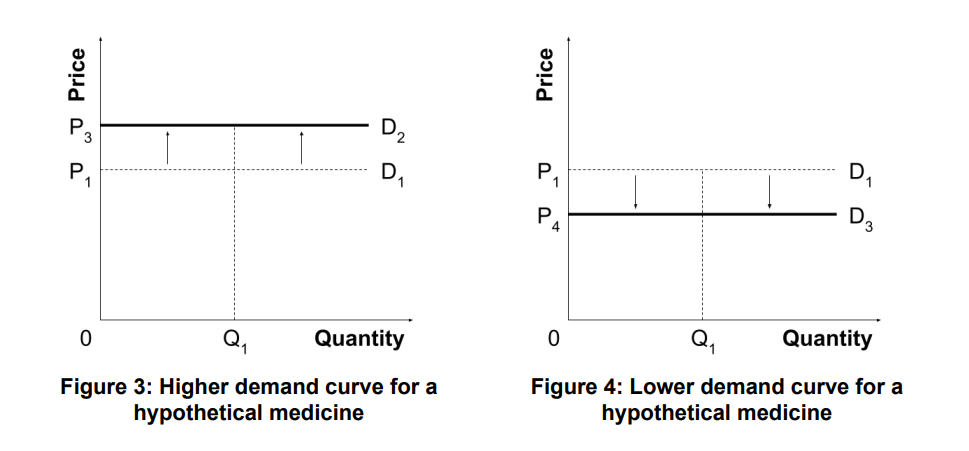 Price
P3
D2
P1
D1
0
Q1
Quantity
Figure 3: Higher demand curve for a
hypothetical medicine
Price
P1
D1
P4
D3
0
Q1
Quantity
Figure 4: Lower demand curve for a
hypothetical medicine